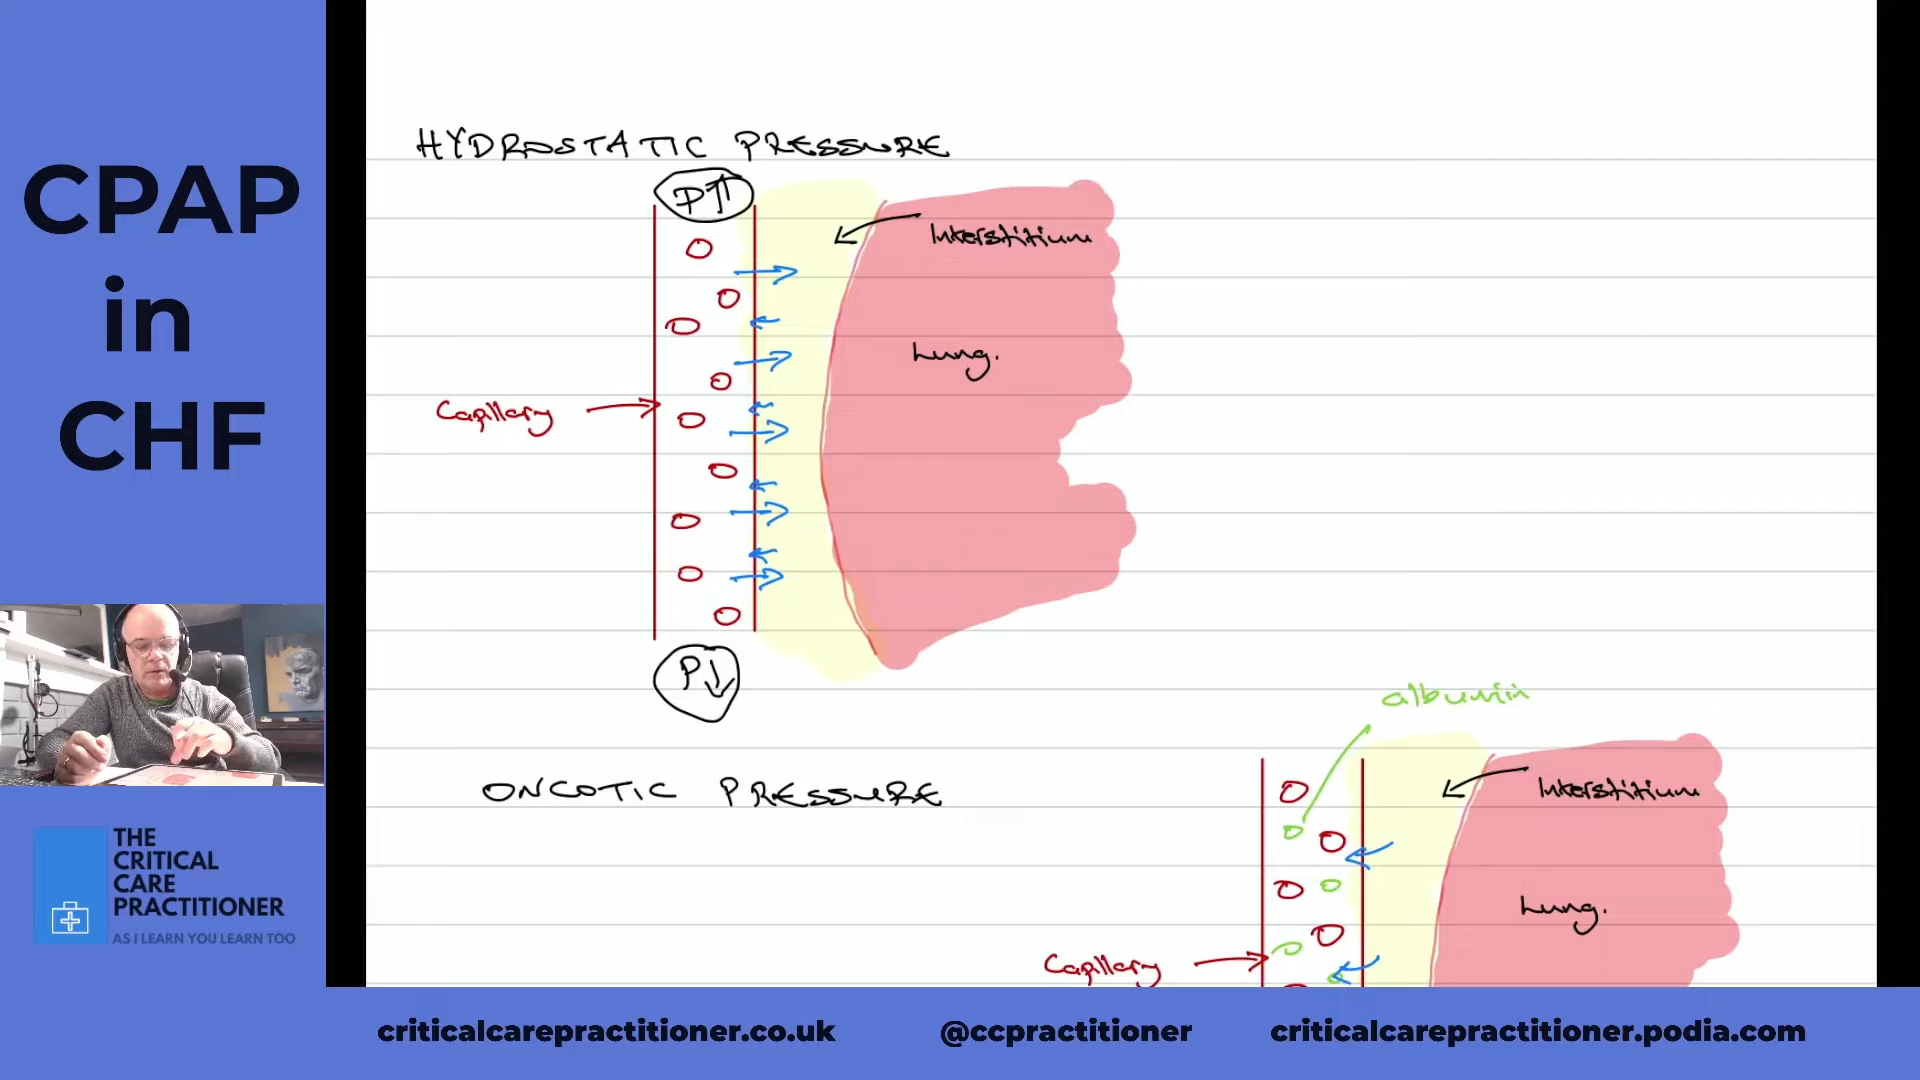 CPAP
in
CHF
HYDROSTATIC PRESSURE
P↑
Interstitium
Lung.
Capillary
P↓
ONCOTIC PRESSURE
albumin
Interstitium
Lung.
Capillary
THE
CRITICAL
CARE
PRACTITIONER
AS I LEARN YOU LEARN TOO
criticalcarepractitioner.co.uk
@ccpractitioner
criticalcarepractitioner.podia.com